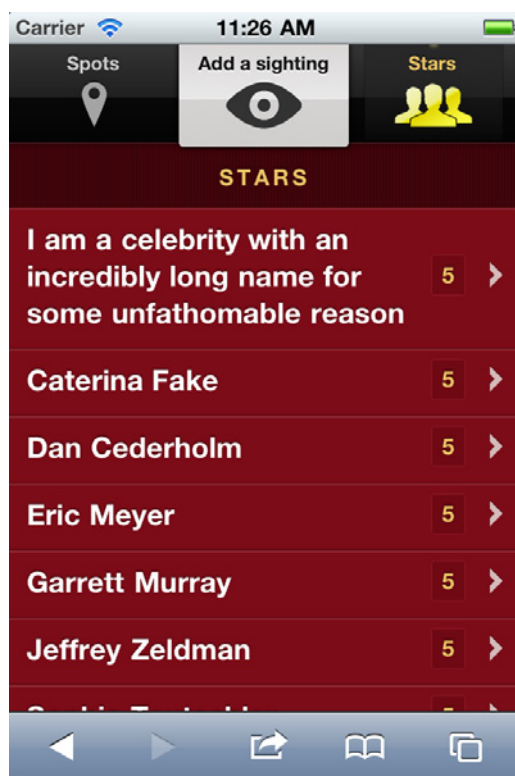 Carrier 11:26 AM
Spots Add a sighting Stars
STARS
I am a celebrity with an
incredibly long name for
some unfathomable reason
5
Caterina Fake 5
Dan Cederholm 5
Eric Meyer 5
Garrett Murray 5
Jeffrey Zeldman 5